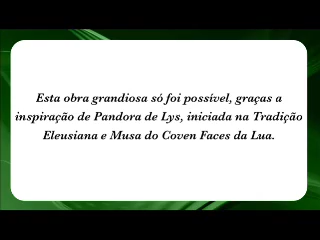 Esta obra grandiosa só foi possível, graças a
inspiração de Pandora de Lys, iniciada na Tradição
Eleusiana e Musa do Coven Faces da Lua.